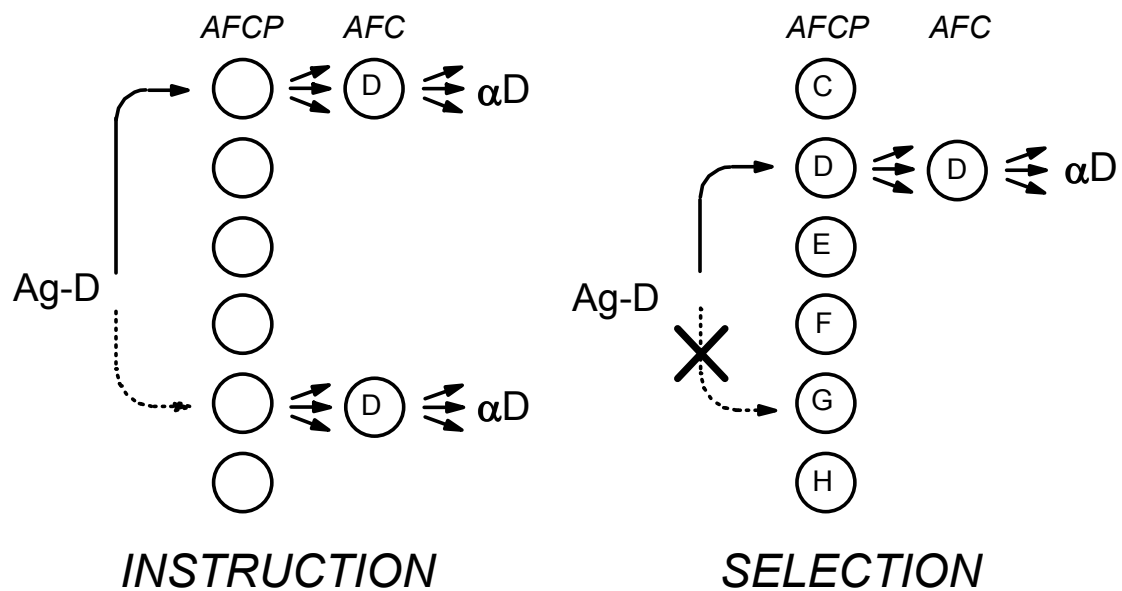 AFCP AFC
D αD
Ag-D
D αD
INSTRUCTION
AFCP AFC
C
D D αD
E
Ag-D
F
G
H
SELECTION